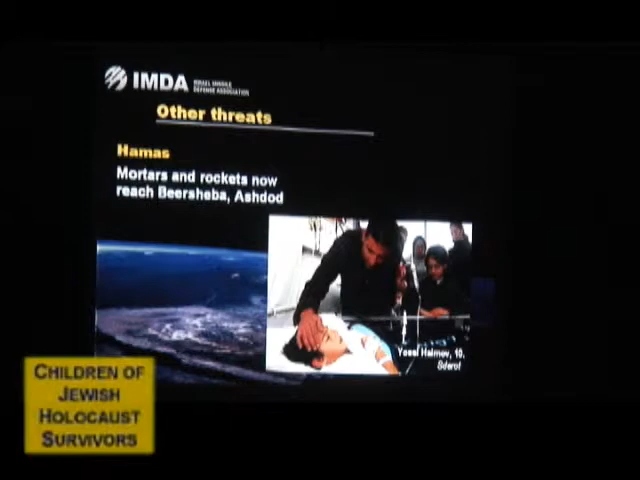 IMDA
ISRAEL MISSILE
DEFENSE ASSOCIATION
Other threats
Hamas
Mortars and rockets now
reach Beersheba, Ashdod
Yossi Haimov, 10.
Sderot
CHILDREN OF
JEWISH
HOLOCAUST
SURVIVORS